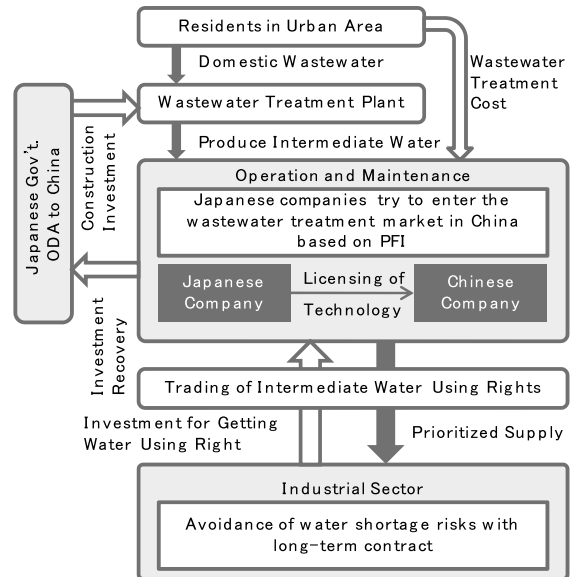 Residents in Urban Area
Domestic Wastewater
Wastewater
Treatment
Cost
Wastewater Treatment Plant
Produce Intermediate Water
Japanese Gov't.
ODA to China
Construction
Investment
Operation and Maintenance
Japanese companies try to enter the
wastewater treatment market in China
based on PFI
Japanese
Company
Licensing of
Technology
Chinese
Company
Investment
Recovery
Trading of Intermediate Water Using Rights
Investment for Getting
Water Using Right
Prioritized Supply
Industrial Sector
Avoidance of water shortage risks with
long-term contract